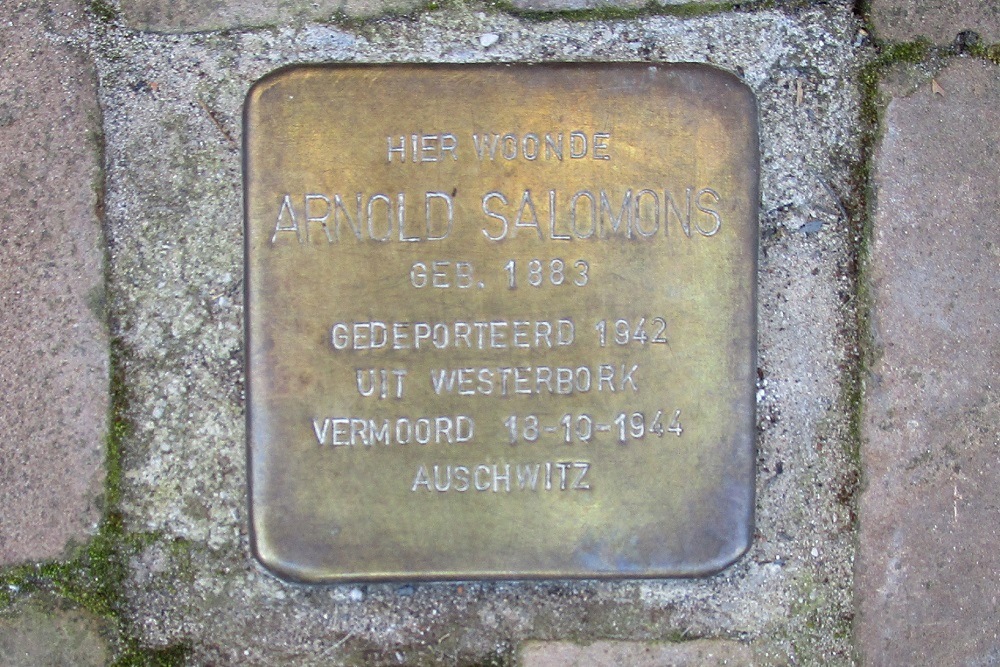 HIER WOONDE
ARNOLD SALOMONS
GEB. 1883
GEDEPORTEERD 1942
UIT WESTERBORK
VERMOORD 18-10-1944
AUSCHWITZ